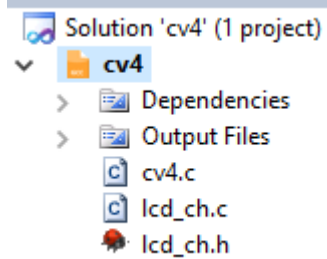 Solution 'cv4' (1 project)
cv4
Dependencies
Output Files
cv4.c
lcd_ch.c
lcd_ch.h